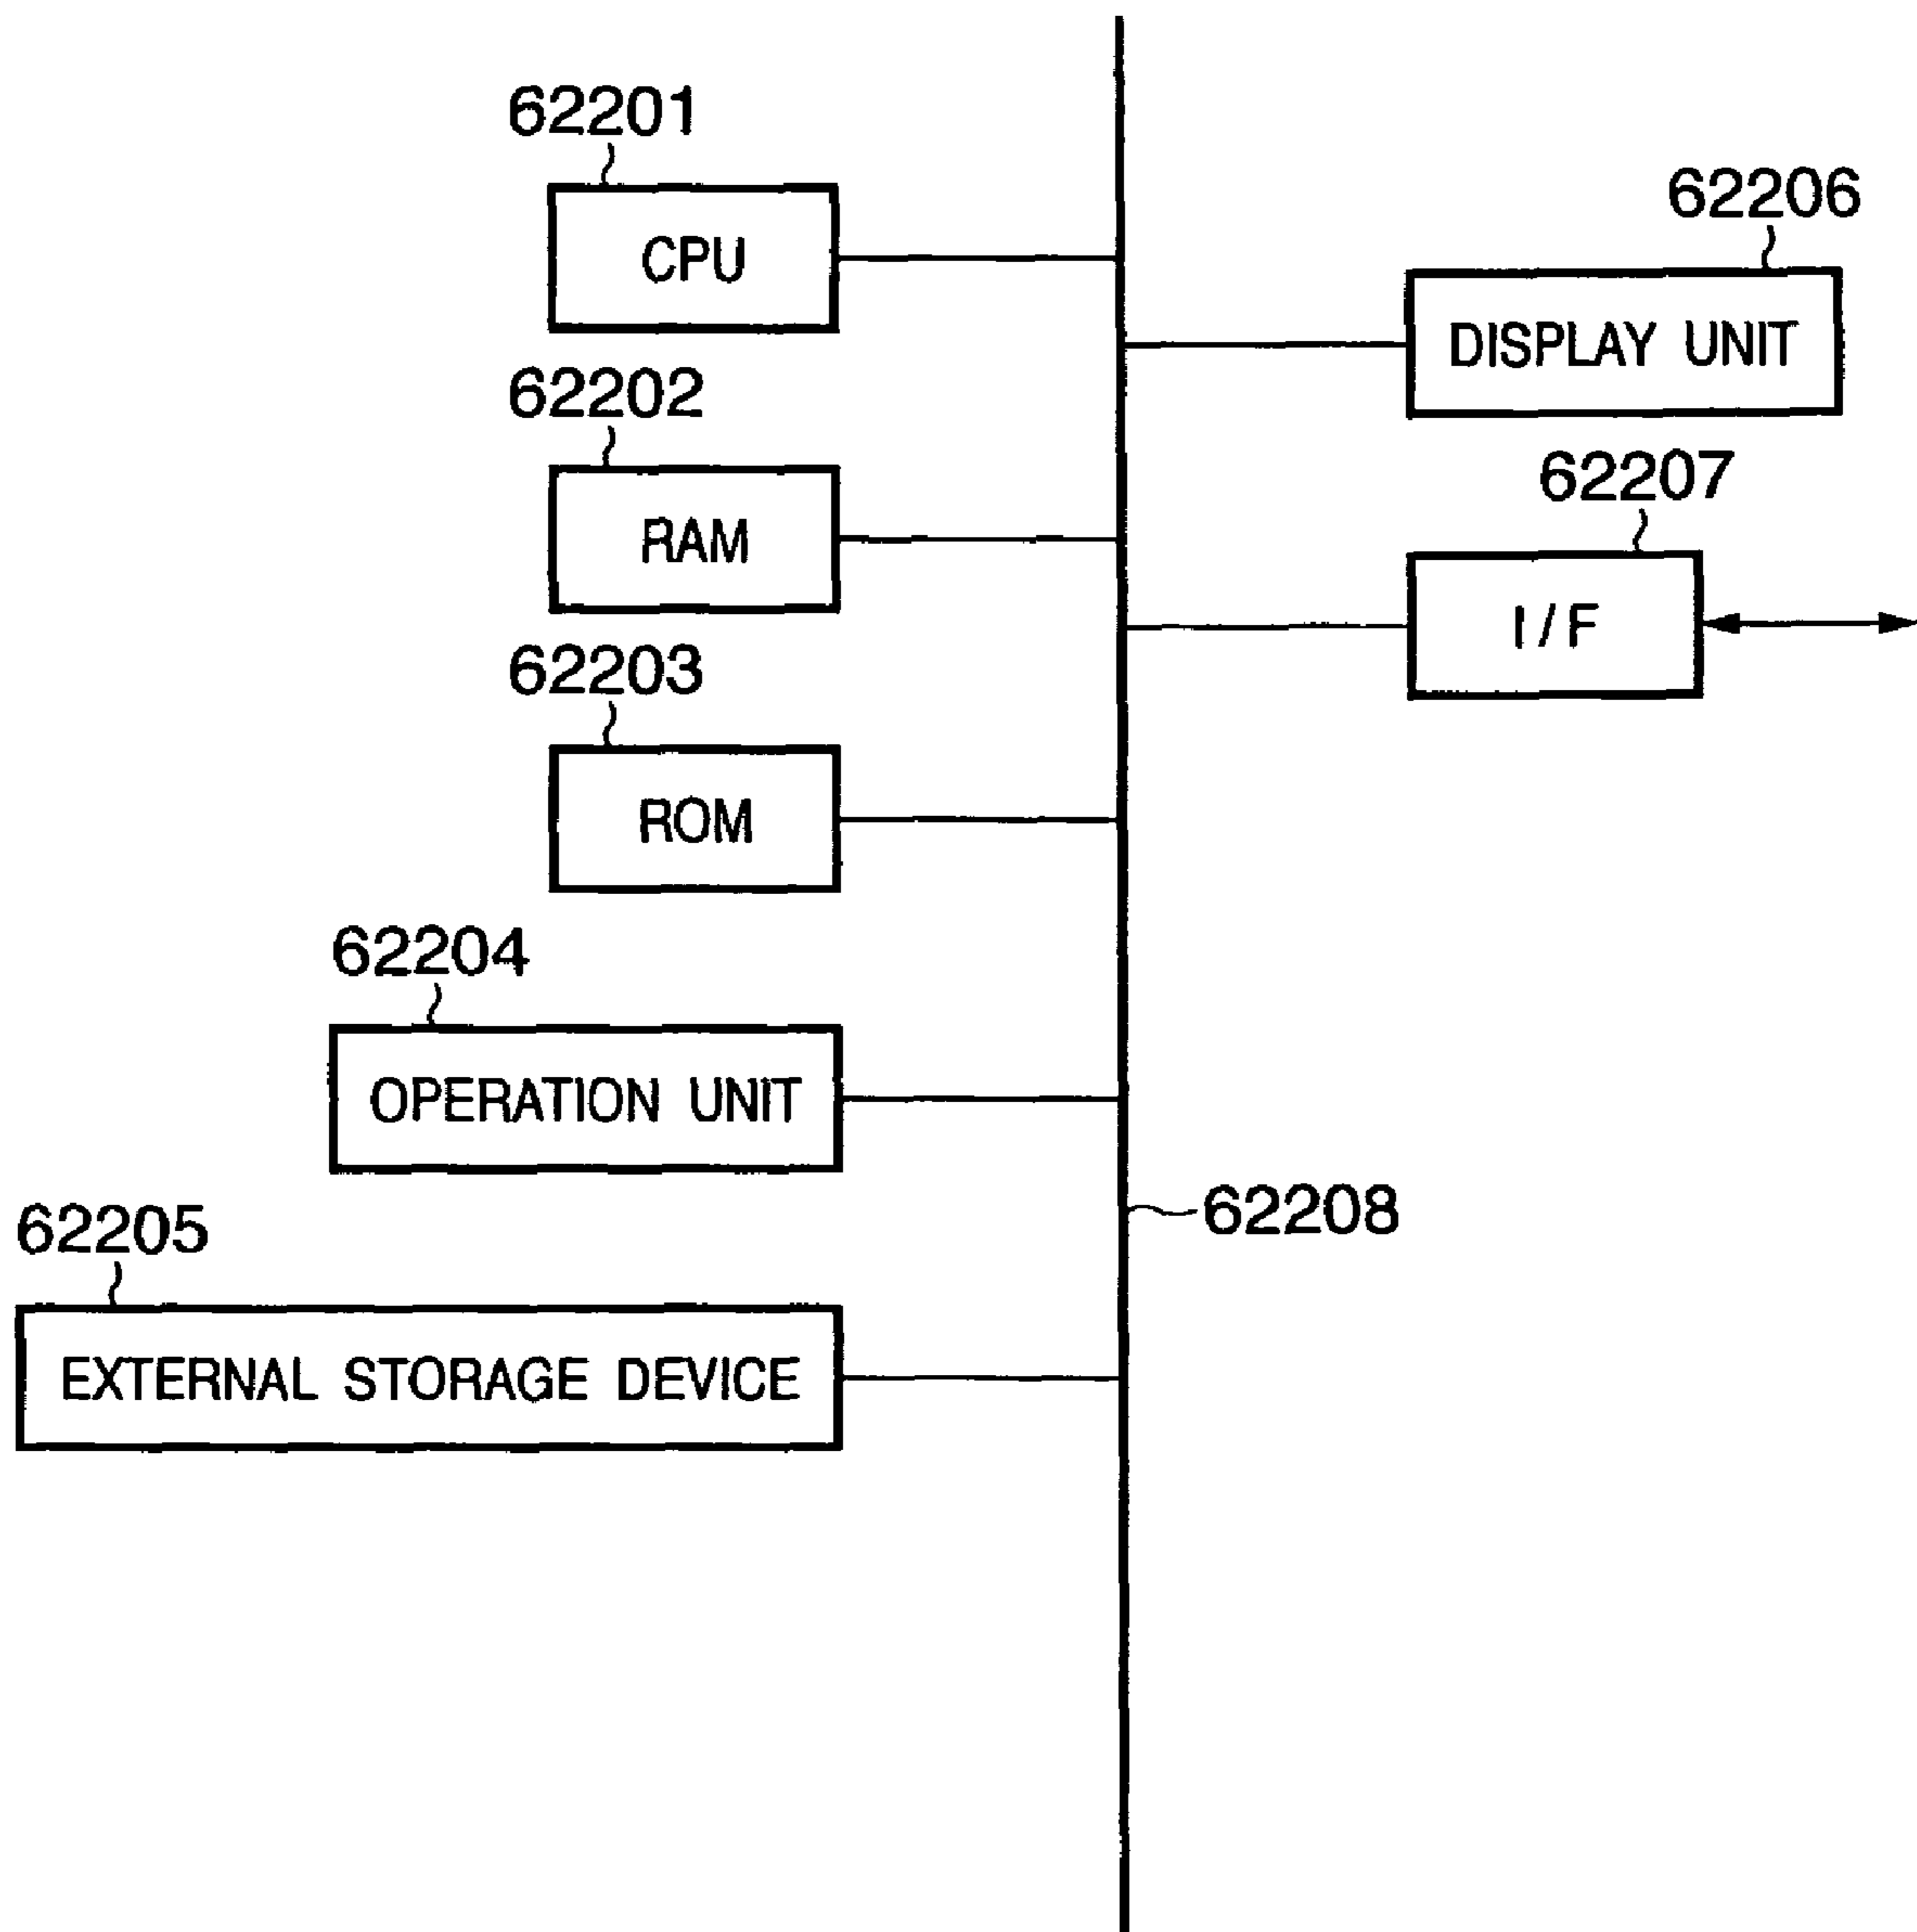 62201
CPU
62206
DISPLAY UNIT
62202
RAM
62207
I/F
62203
ROM
62204
OPERATION UNIT
62208
62205
EXTERNAL STORAGE DEVICE